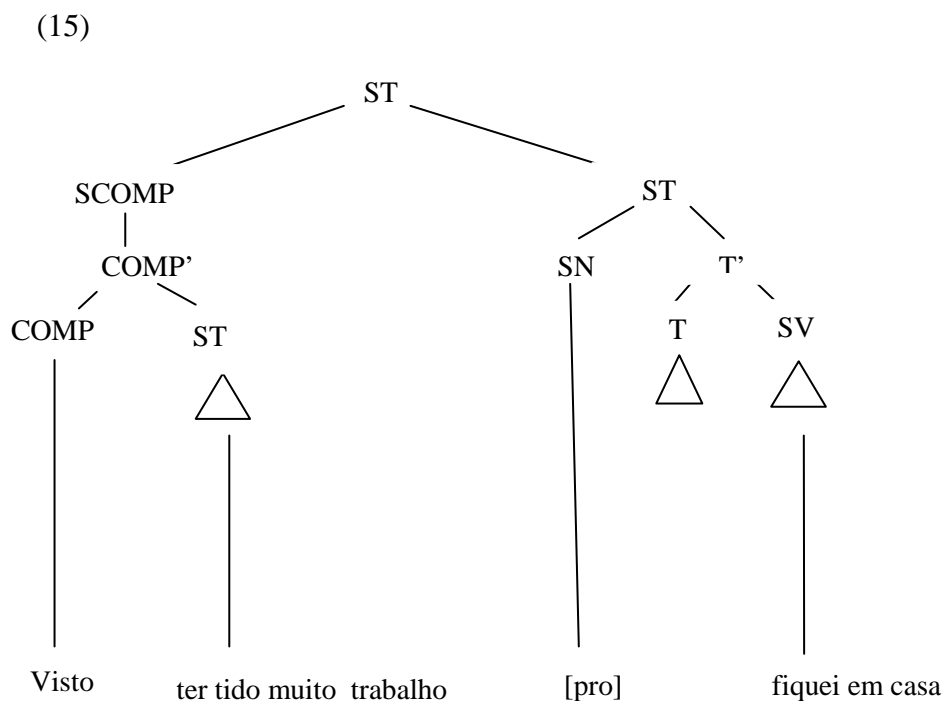 (15)
ST
SCOMP ST
COMP’ SN T’
COMP ST T SV
Visto ter tido muito trabalho [pro] fiquei em casa